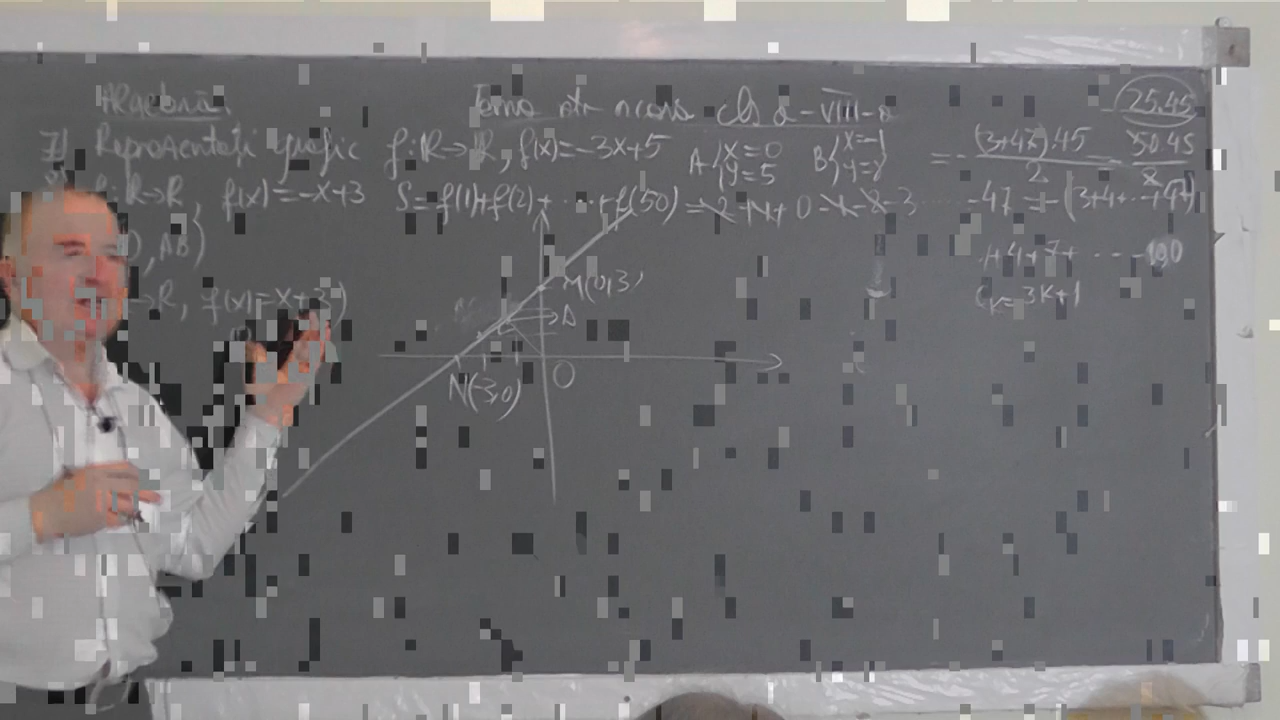 Algebră Tema ptr acasă cls a-VIII-a 25.45
7) Reprezentați grafic f:R→R, f(x)=-3x+5 A{x=0 y=5 B{x=-1 y=8 =-(3+47).45/2=-50.45/2
f:R→R, f(x)=-x+3 S=f(1)+f(2)+...+f(50)=+2+1+0-1-2-3.....-47=-(3+4+...+47)
,AB)
1+4+7+...100
→R, f(x)=x+3) M(0,3) Ck=3k+1
A
N(-3,0) O